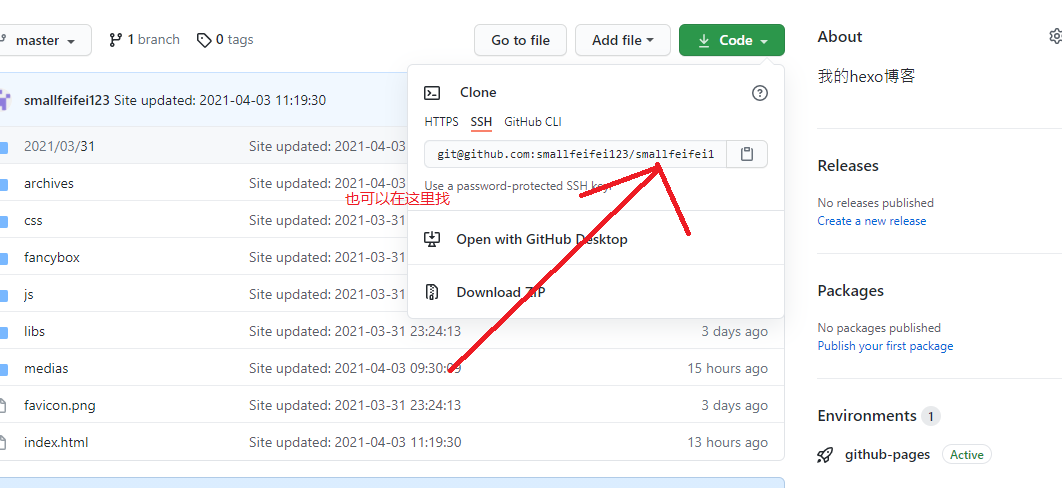 master
1 branch
0 tags
Go to file
Add file
Code
About
我的hexo博客
smallfeifei123 Site updated: 2021-04-03 11:19:30
Clone
HTTPS SSH GitHub CLI
git@github.com:smallfeifei123/smallfeifei1
Use a password-protected SSH key.
也可以在这里找
Open with GitHub Desktop
Download ZIP
2021/03/31 Site updated: 2021-04-03
archives Site updated: 2021-04-03
css Site updated: 2021-03-31
fancybox Site updated: 2021-03-31
js Site updated: 2021-03-31
libs Site updated: 2021-03-31 23:24:13 3 days ago
medias Site updated: 2021-04-03 09:30:09 15 hours ago
favicon.png Site updated: 2021-03-31 23:24:13 3 days ago
index.html Site updated: 2021-04-03 11:19:30 13 hours ago
Releases
No releases published
Create a new release
Packages
No packages published
Publish your first package
Environments 1
github-pages Active